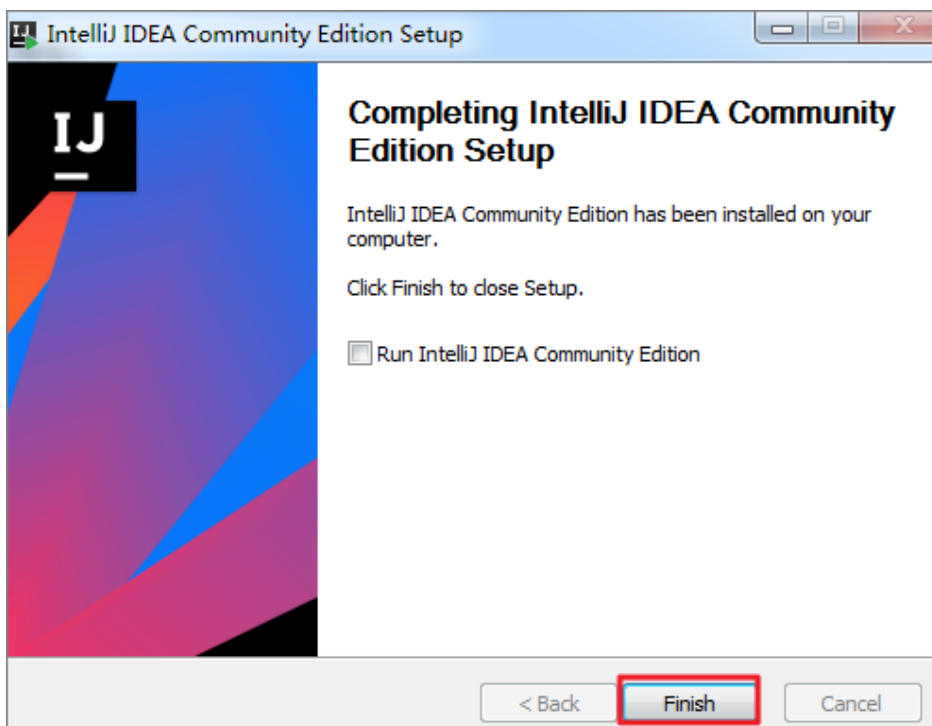 IntelliJ IDEA Community Edition Setup
IJ
Completing IntelliJ IDEA Community
Edition Setup
IntelliJ IDEA Community Edition has been installed on your
computer.
Click Finish to close Setup.
Run IntelliJ IDEA Community Edition
< Back
Finish
Cancel